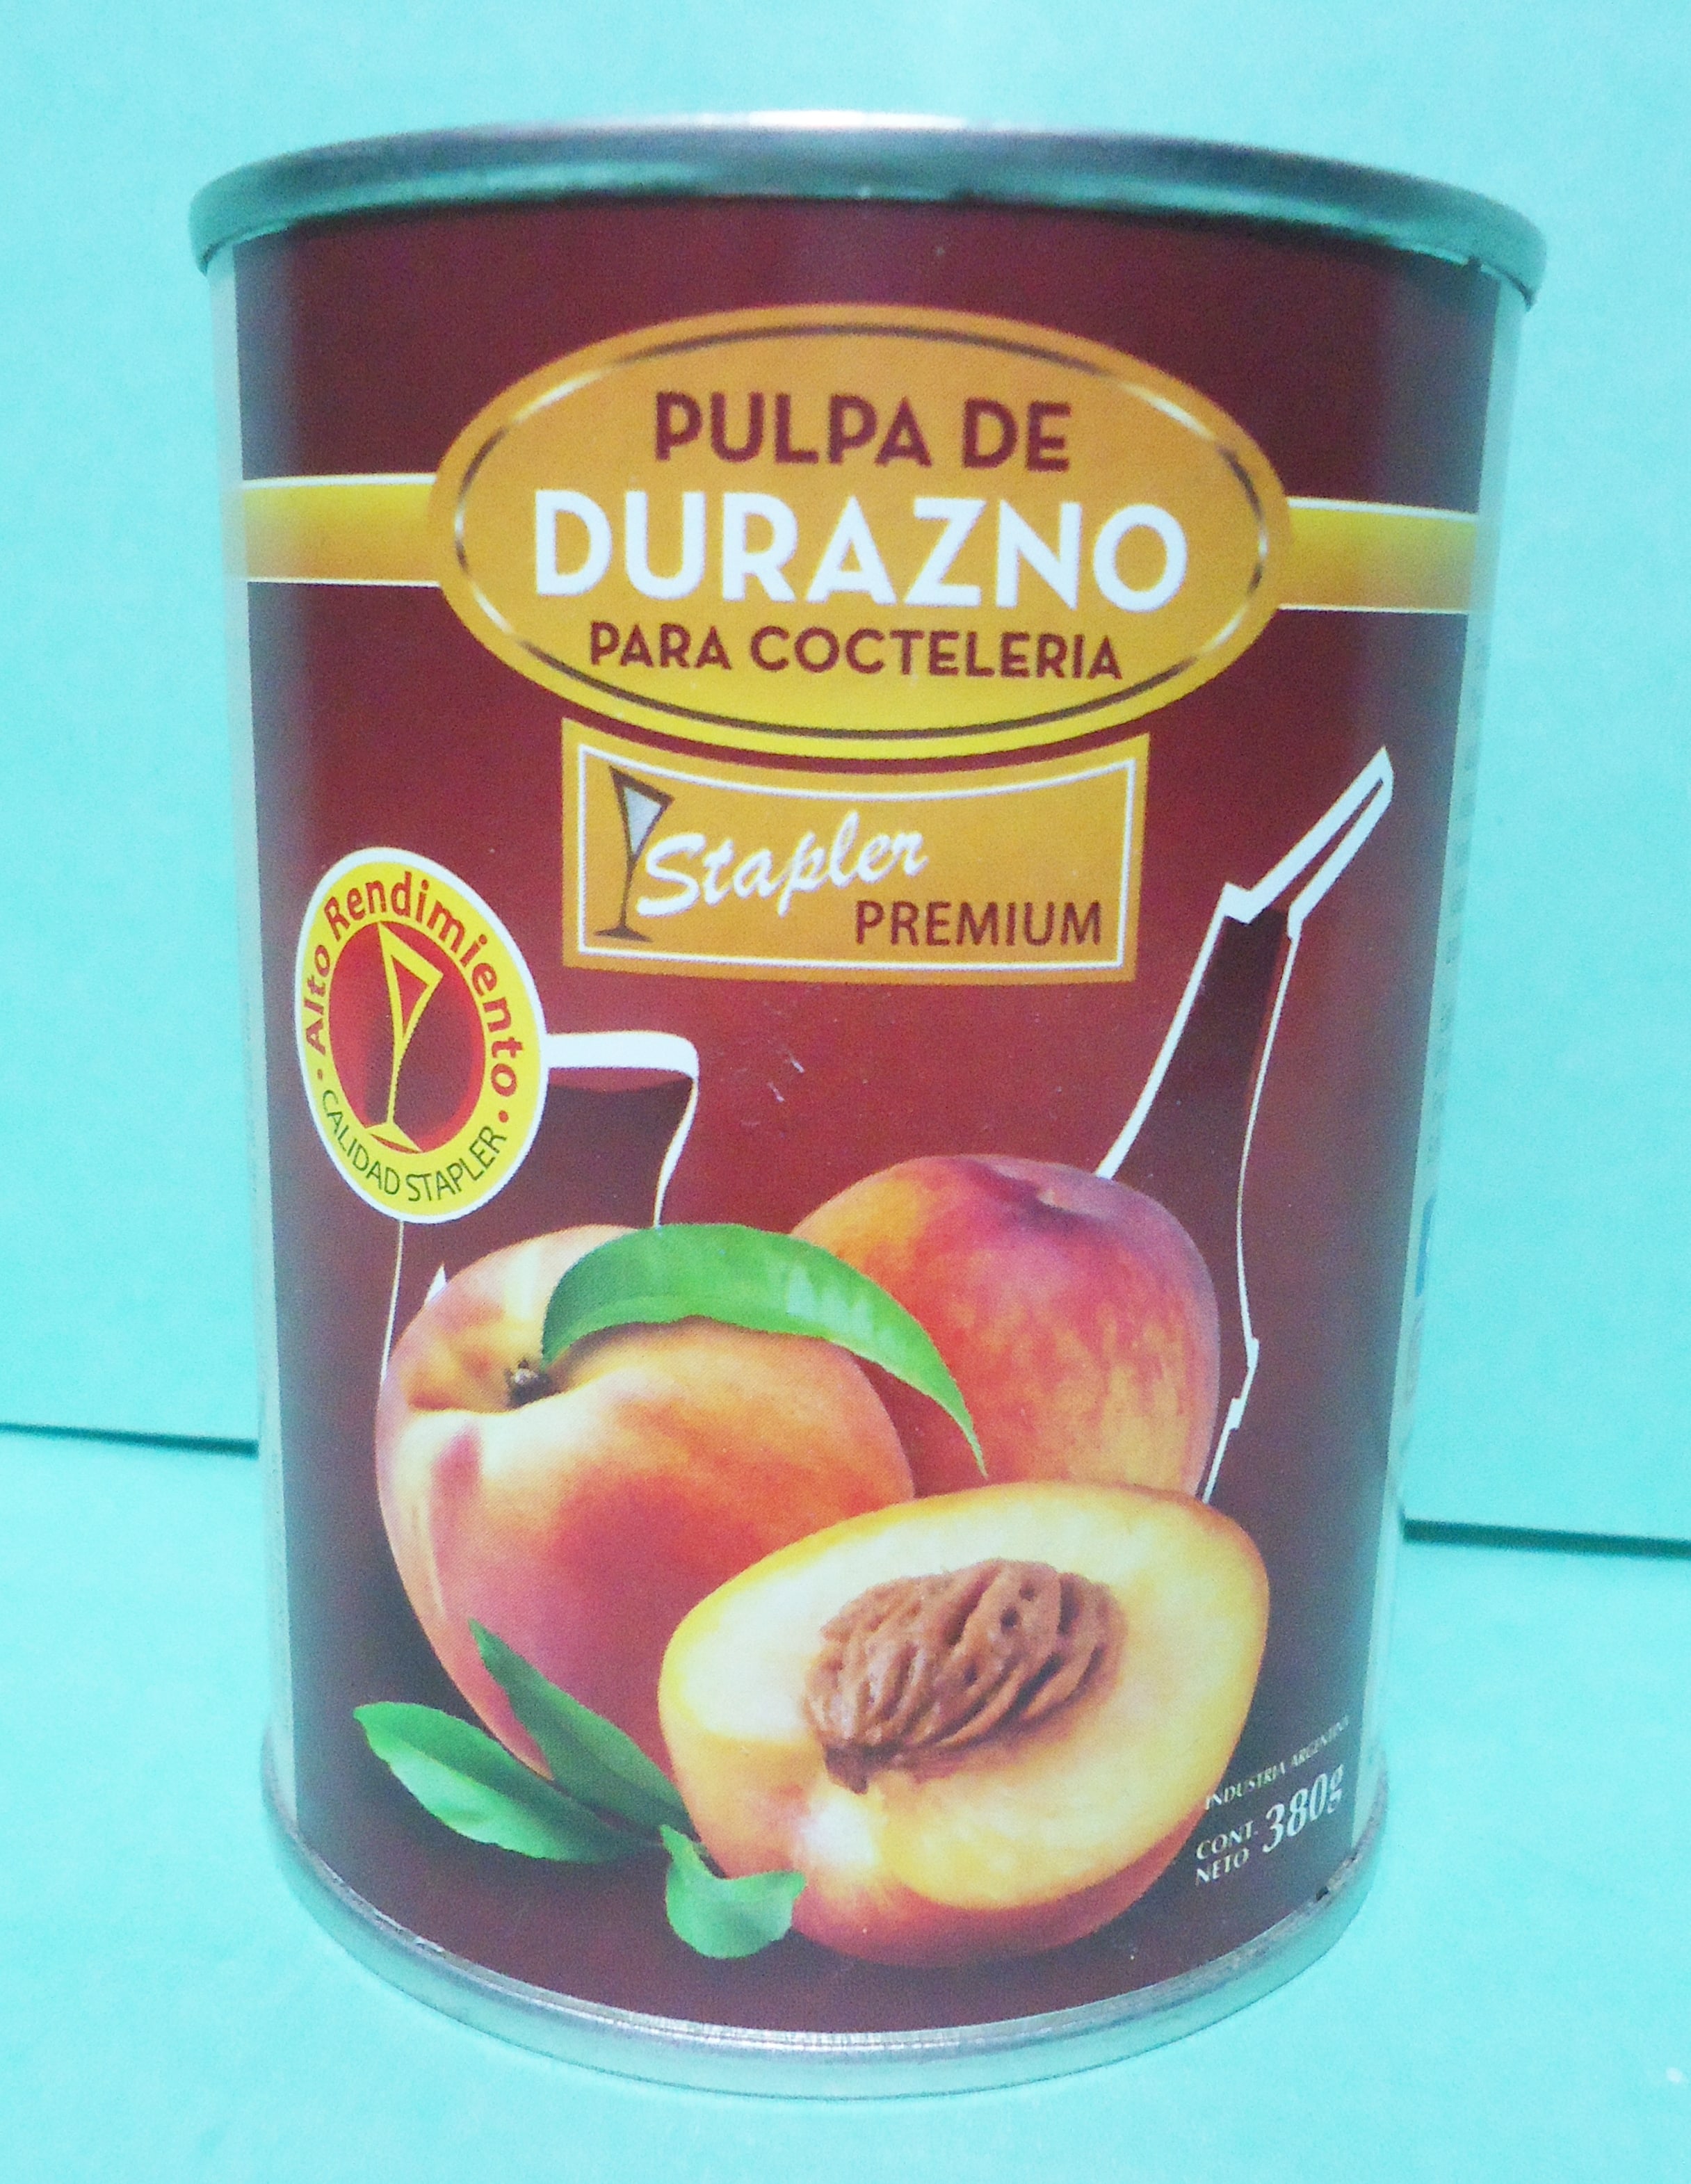 PULPA DE
DURAZNO
PARA COCTELERIA
Stapler
PREMIUM
• Alto Rendimiento •
CALIDAD STAPLER
INDUSTRIA ARGENTINA
CONT. NETO 380g